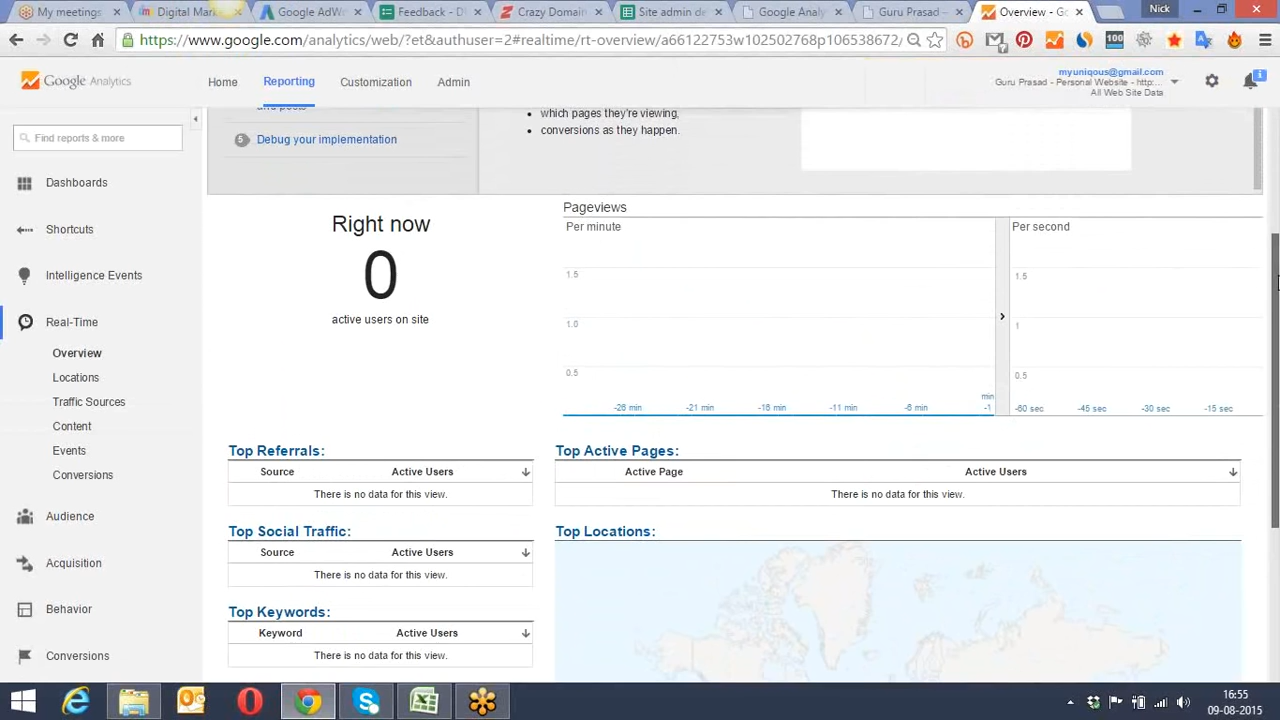 My meetings
Digital Mar
Google AdW
Feedback - D
Crazy Domain
Site admin de
Google Analy
Guru Prasad -
Overview - G
Nick
https://www.google.com/analytics/web/?et&authuser=2#realtime/rt-overview/a66122753w102502768p106538672/
100
Google Analytics
Home
Reporting
Customization
Admin
myuniqous@gmail.com
Guru Prasad - Personal Website - http:...
All Web Site Data
Find reports & more
Dashboards
Shortcuts
Intelligence Events
Real-Time
Overview
Locations
Traffic Sources
Content
Events
Conversions
Audience
Acquisition
Behavior
Conversions
and posts
5 Debug your implementation
which pages they're viewing,
conversions as they happen.
Right now
0
active users on site
Pageviews
Per minute
1.5
1.0
0.5
-26 min -21 min -16 min -11 min -6 min
min
-1
Per second
1.5
1
0.5
-60 sec -45 sec -30 sec -15 sec
Top Referrals:
Source Active Users
There is no data for this view.
Top Social Traffic:
Source Active Users
There is no data for this view.
Top Keywords:
Keyword Active Users
There is no data for this view.
Top Active Pages:
Active Page Active Users
There is no data for this view.
Top Locations:
16:55
09-08-2015